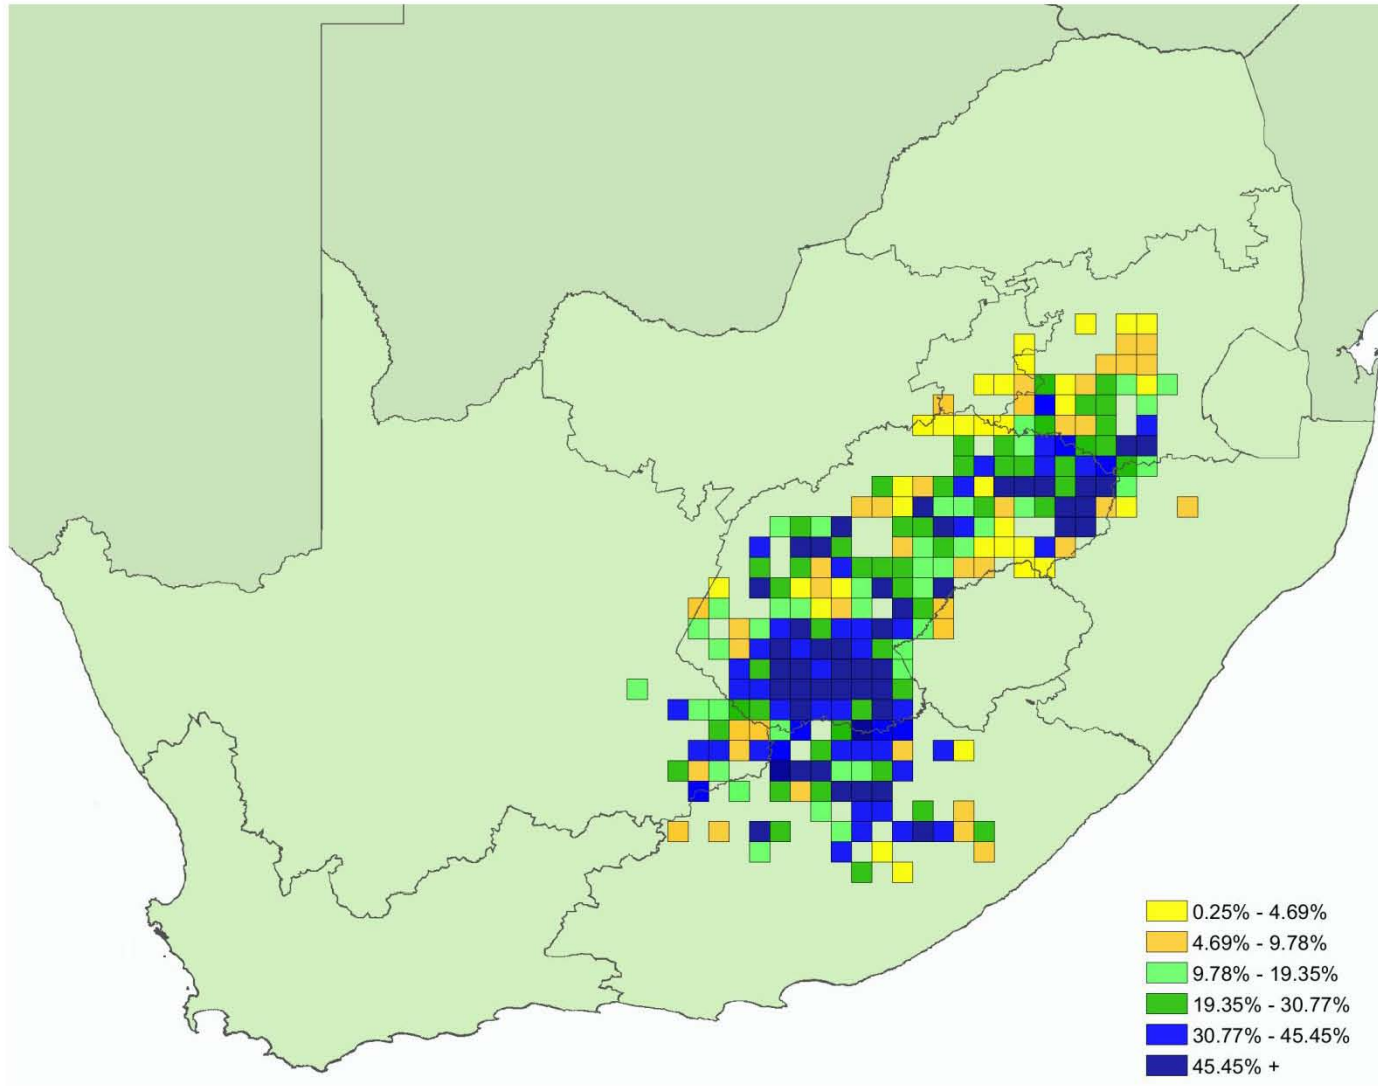 0.25% - 4.69%
4.69% - 9.78%
9.78% - 19.35%
19.35% - 30.77%
30.77% - 45.45%
45.45% +